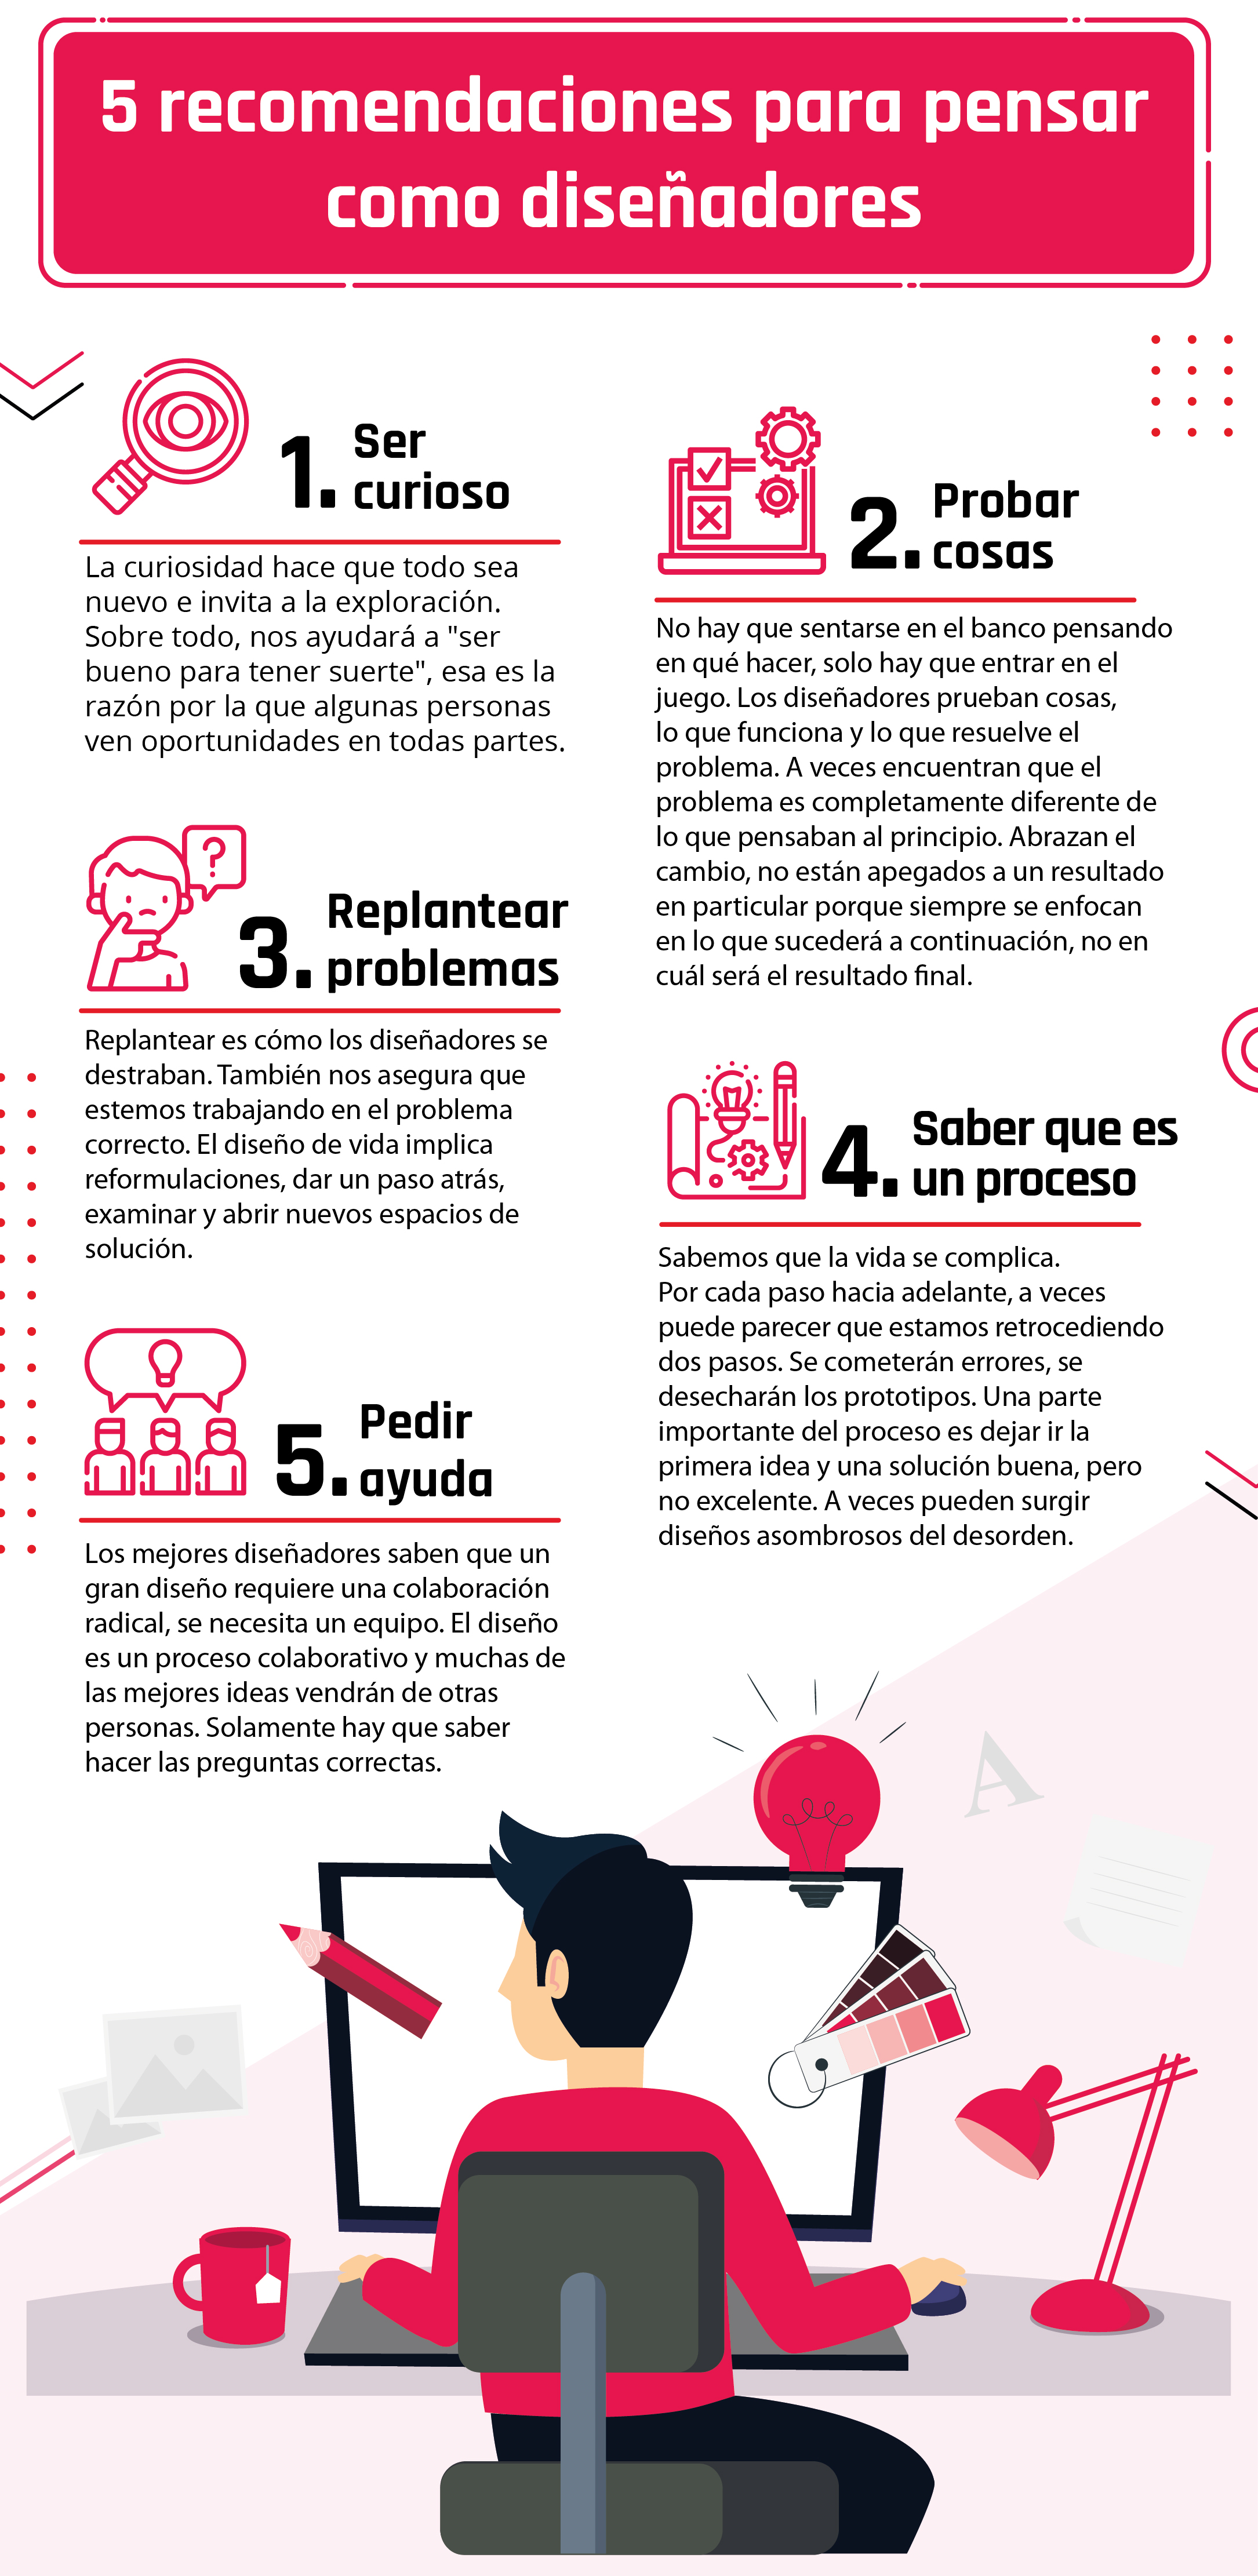 5 recomendaciones para pensar
como diseñadores
1. Ser
curioso
La curiosidad hace que todo sea
nuevo e invita a la exploración.
Sobre todo, nos ayudará a "ser
bueno para tener suerte", esa es la
razón por la que algunas personas
ven oportunidades en todas partes.
2. Probar
cosas
No hay que sentarse en el banco pensando
en qué hacer, solo hay que entrar en el
juego. Los diseñadores prueban cosas,
lo que funciona y lo que resuelve el
problema. A veces encuentran que el
problema es completamente diferente de
lo que pensaban al principio. Abrazan el
cambio, no están apegados a un resultado
en particular porque siempre se enfocan
en lo que sucederá a continuación, no en
cuál será el resultado final.
?
3. Replantear
problemas
Replantear es cómo los diseñadores se
destraban. También nos asegura que
estemos trabajando en el problema
correcto. El diseño de vida implica
reformulaciones, dar un paso atrás,
examinar y abrir nuevos espacios de
solución.
4. Saber que es
un proceso
Sabemos que la vida se complica.
Por cada paso hacia adelante, a veces
puede parecer que estamos retrocediendo
dos pasos. Se cometerán errores, se
desecharán los prototipos. Una parte
importante del proceso es dejar ir la
primera idea y una solución buena, pero
no excelente. A veces pueden surgir
diseños asombrosos del desorden.
5. Pedir
ayuda
Los mejores diseñadores saben que un
gran diseño requiere una colaboración
radical, se necesita un equipo. El diseño
es un proceso colaborativo y muchas de
las mejores ideas vendrán de otras
personas. Solamente hay que saber
hacer las preguntas correctas.
A